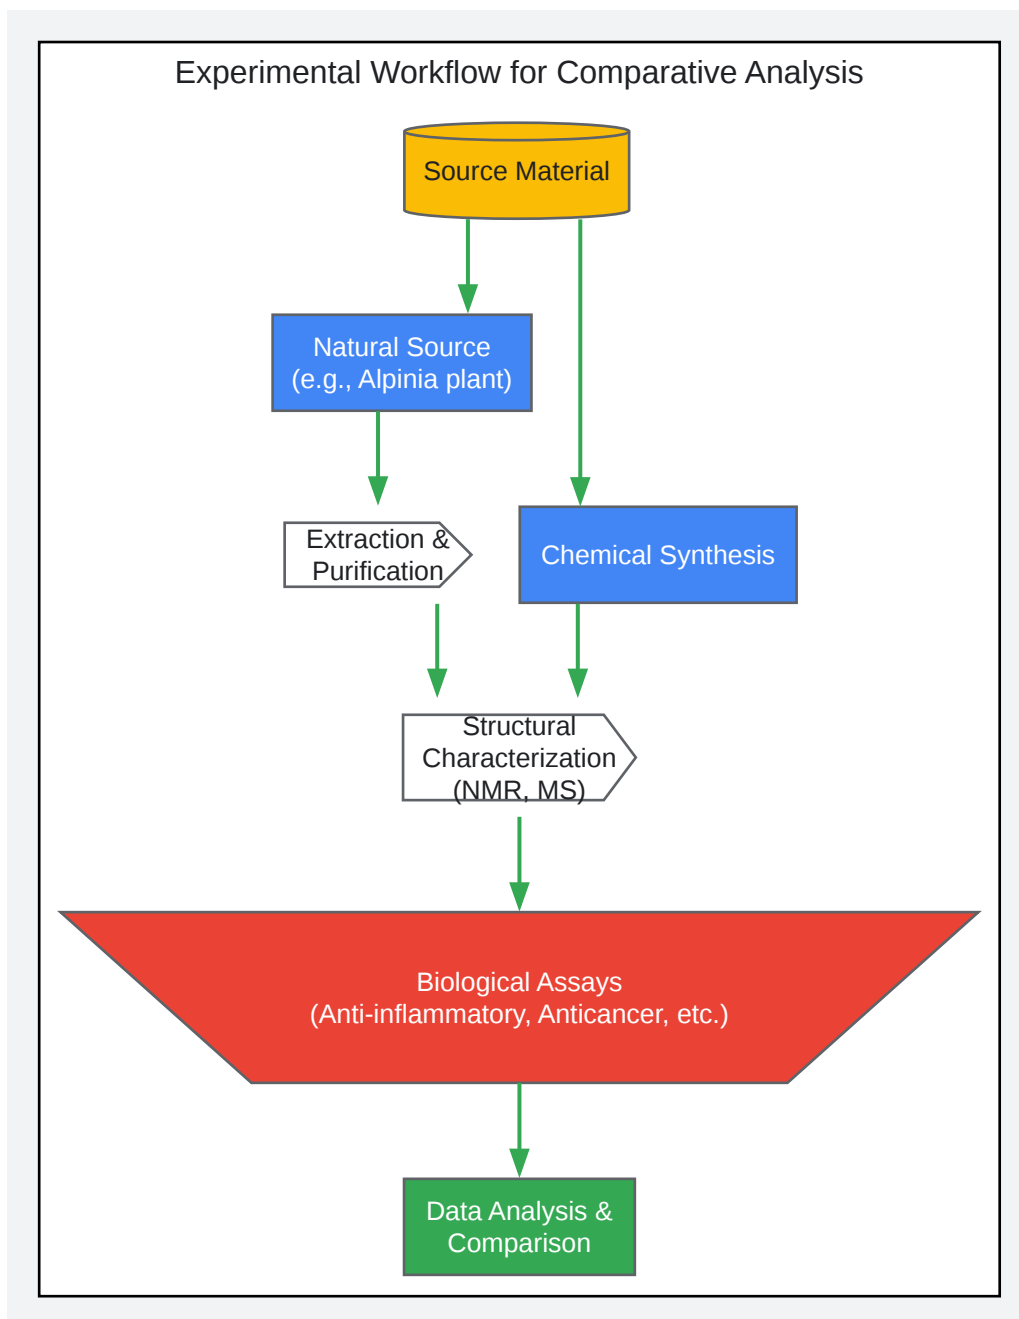 Experimental Workflow for Comparative Analysis
Source Material
Natural Source
(e.g., Alpinia plant)
Extraction &
Purification
Chemical Synthesis
Structural
Characterization
(NMR, MS)
Biological Assays
(Anti-inflammatory, Anticancer, etc.)
Data Analysis &
Comparison